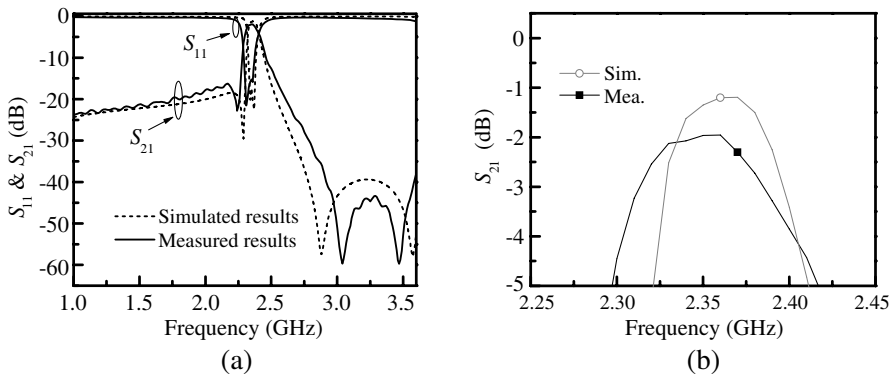 0
-10
-20
-30
-40
-50
-60
S11 & S21 (dB)
S11
S21
Simulated results
Measured results
1.0 1.5 2.0 2.5 3.0 3.5
Frequency (GHz)
(a)
0
-1
-2
-3
-4
-5
S21 (dB)
Sim.
Mea.
2.25 2.30 2.35 2.40 2.45
Frequency (GHz)
(b)